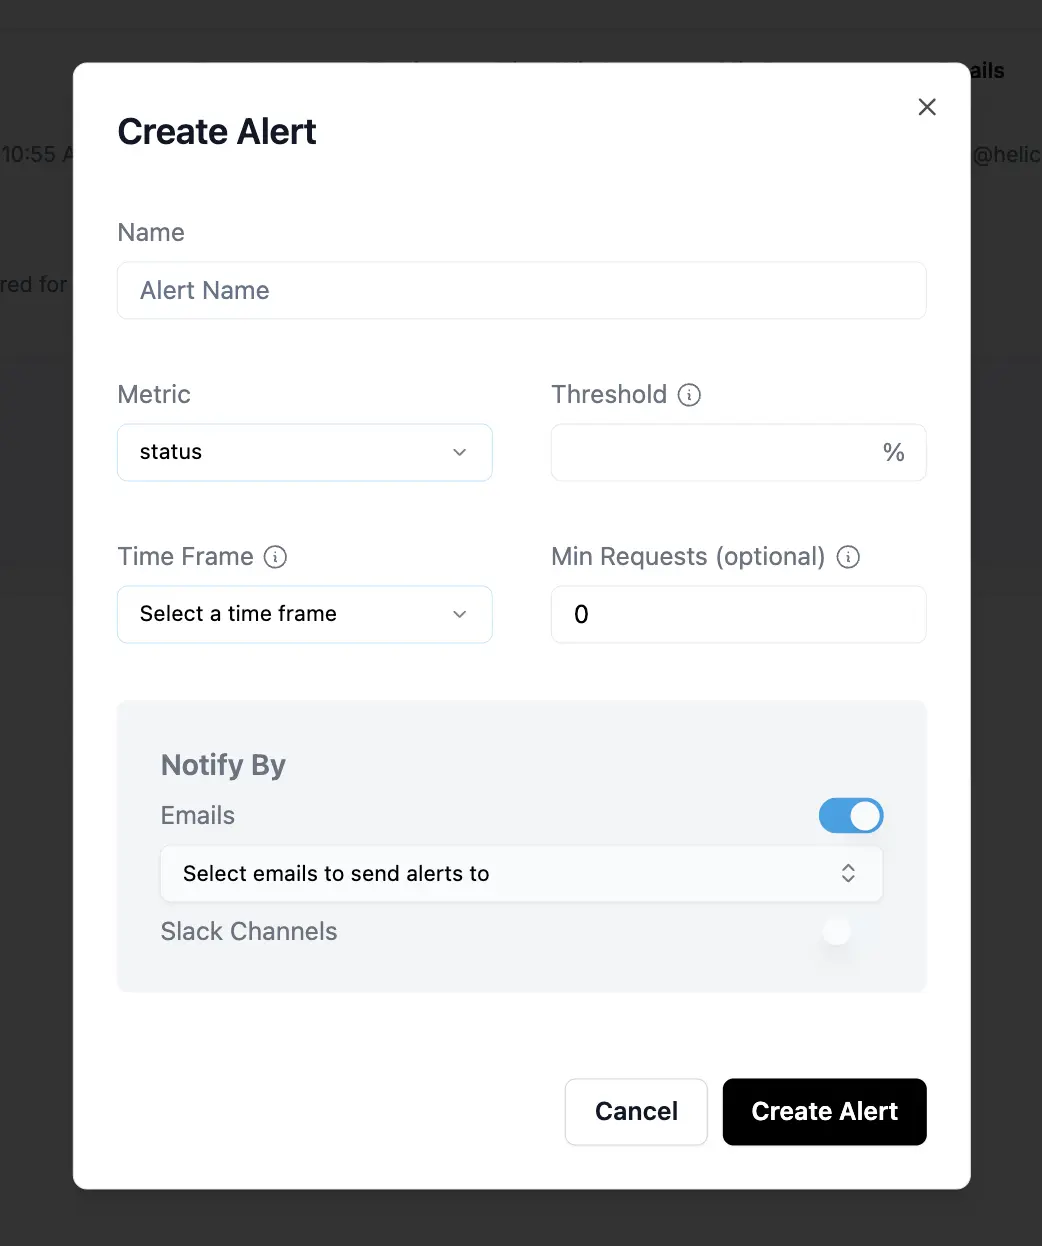 ails
Create Alert
10:55 A
@helic
Name
red for
Alert Name
Metric
Threshold
status
%
Time Frame
Min Requests (optional)
Select a time frame
0
Notify By
Emails
Select emails to send alerts to
Slack Channels
Cancel
Create Alert